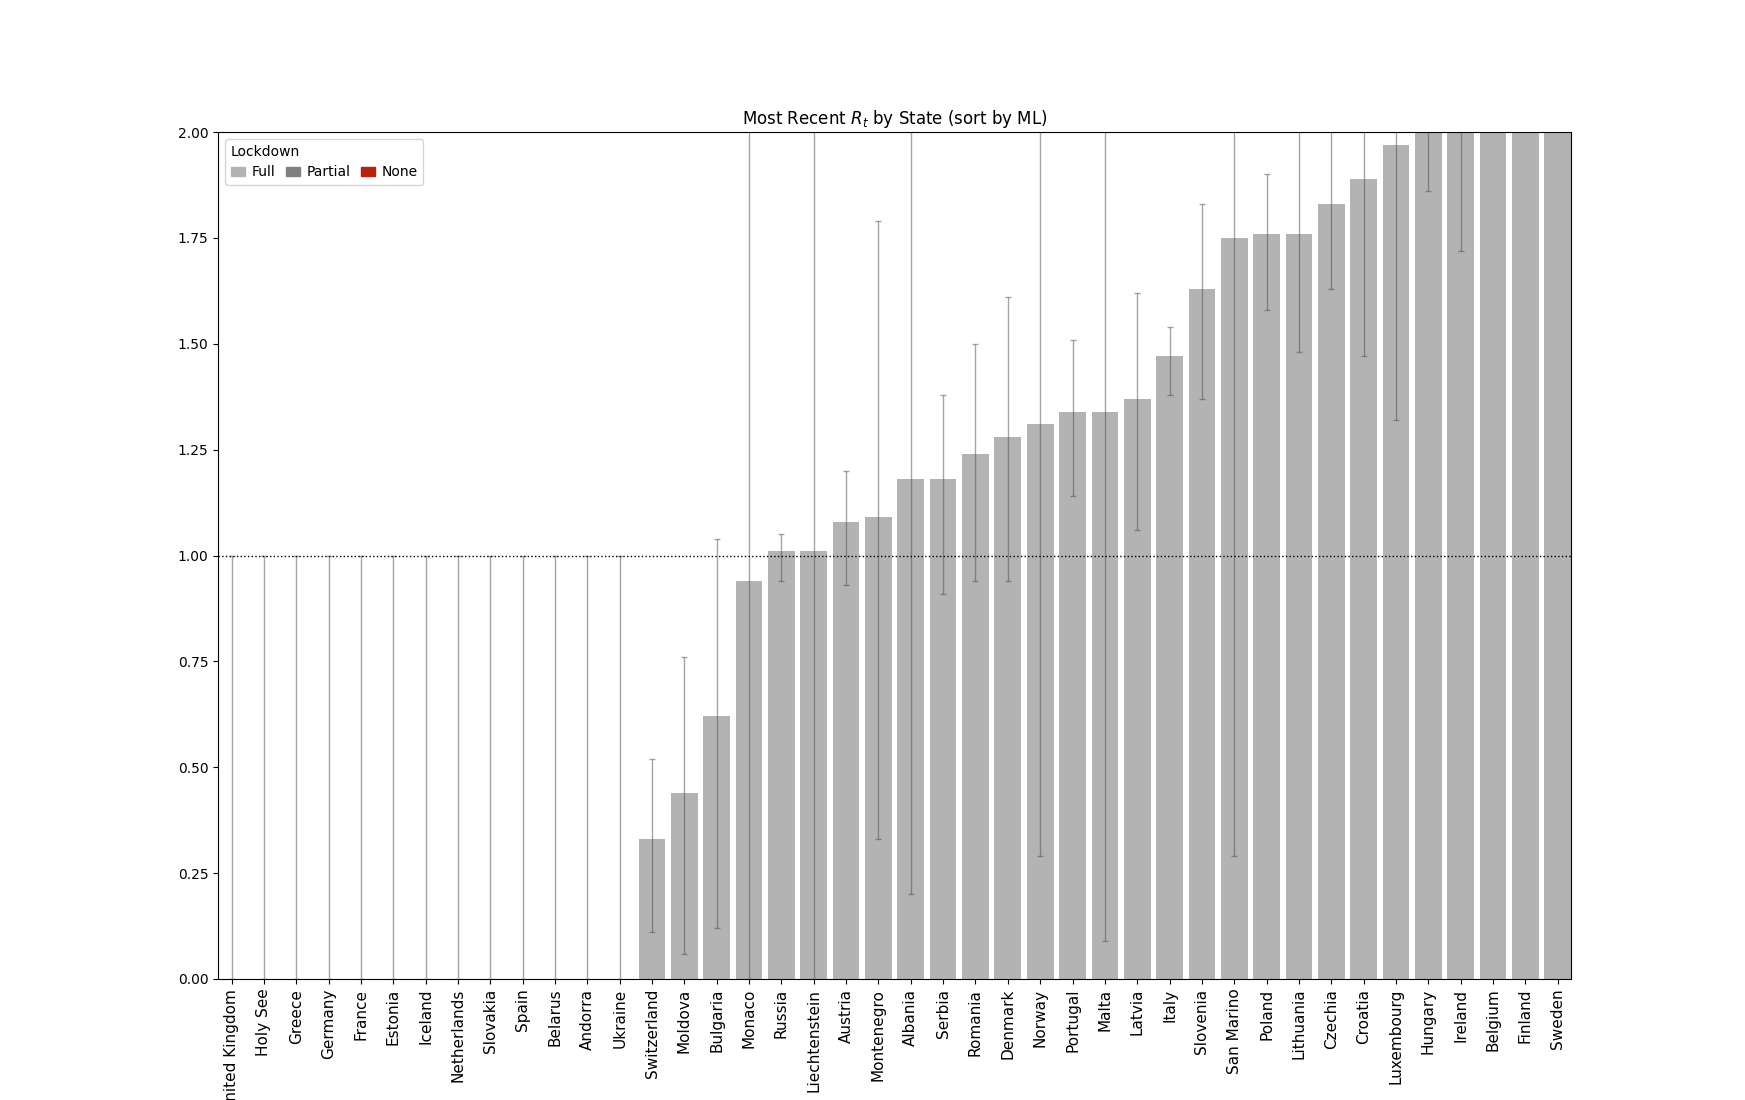 Most Recent Rt by State (sort by ML)
Lockdown
Full Partial None
2.00
1.75
1.50
1.25
1.00
0.75
0.50
0.25
0.00
nited Kingdom
Holy See
Greece
Germany
France
Estonia
Iceland
Netherlands
Slovakia
Spain
Belarus
Andorra
Ukraine
Switzerland
Moldova
Bulgaria
Monaco
Russia
Liechtenstein
Austria
Montenegro
Albania
Serbia
Romania
Denmark
Norway
Portugal
Malta
Latvia
Italy
Slovenia
San Marino
Poland
Lithuania
Czechia
Croatia
Luxembourg
Hungary
Ireland
Belgium
Finland
Sweden